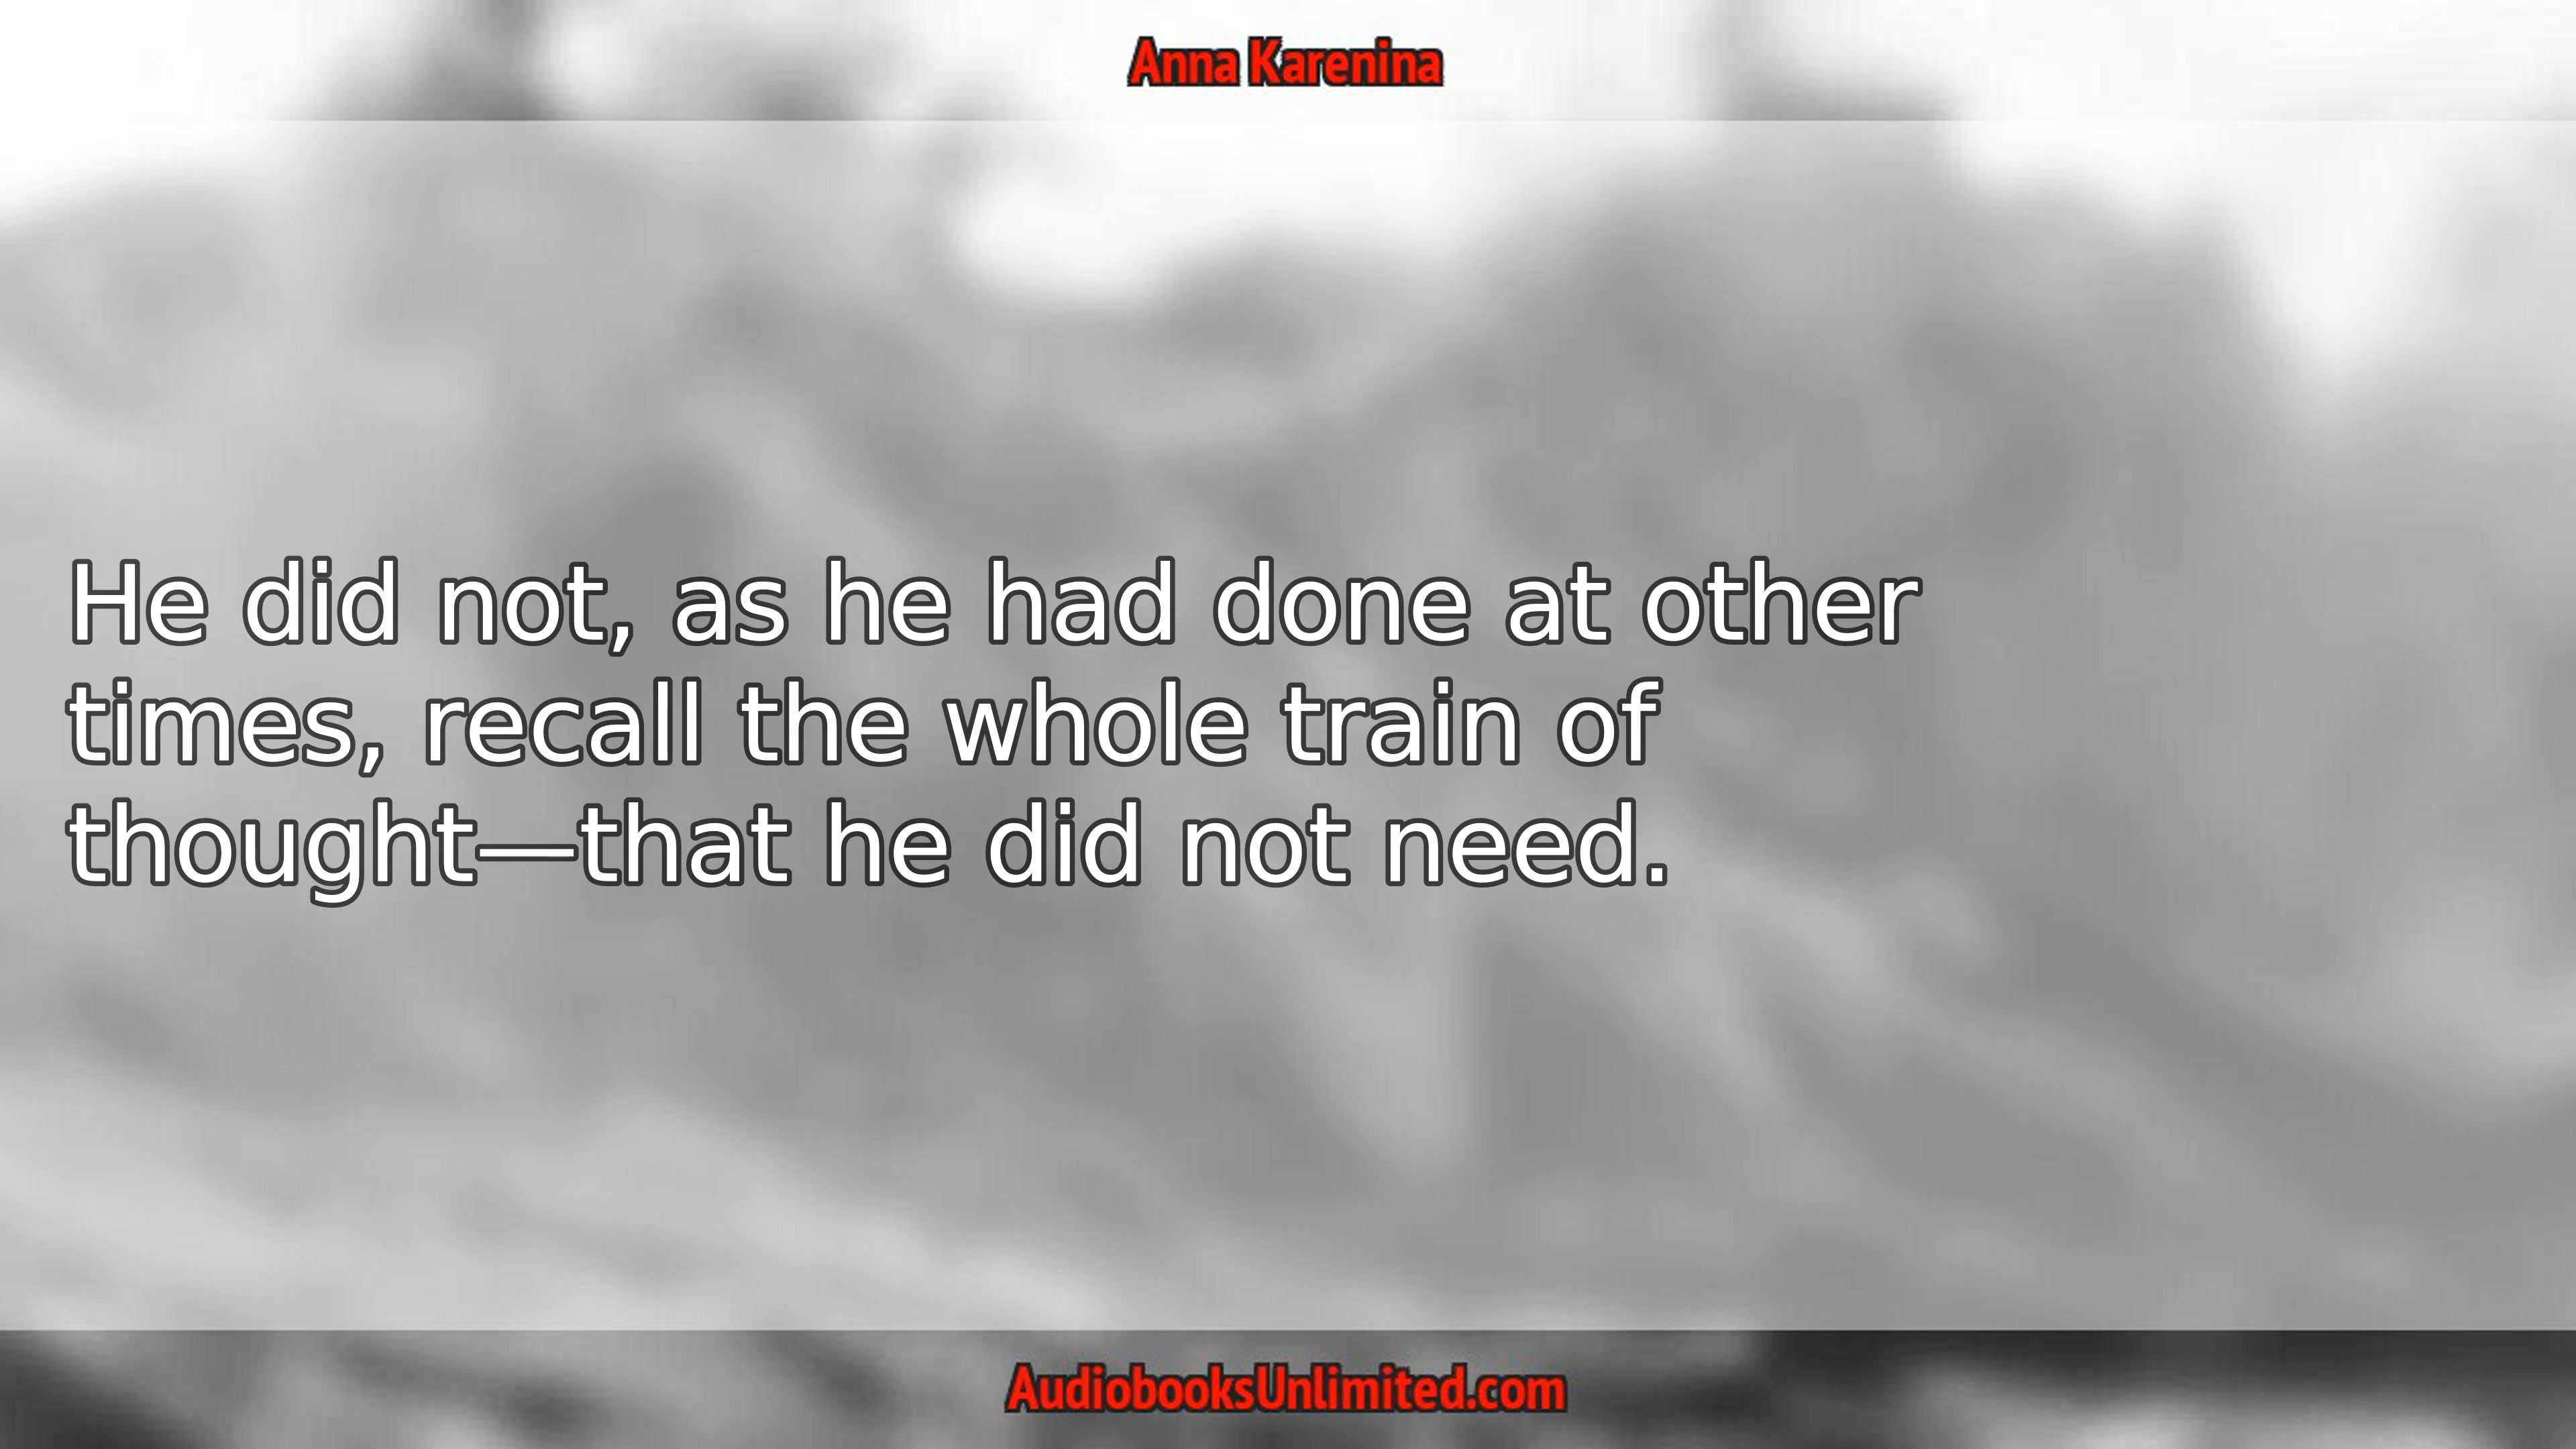 Anna Karenina
He did not, as he had done at other
times, recall the whole train of
thought—that he did not need.
AudiobooksUnlimited.com